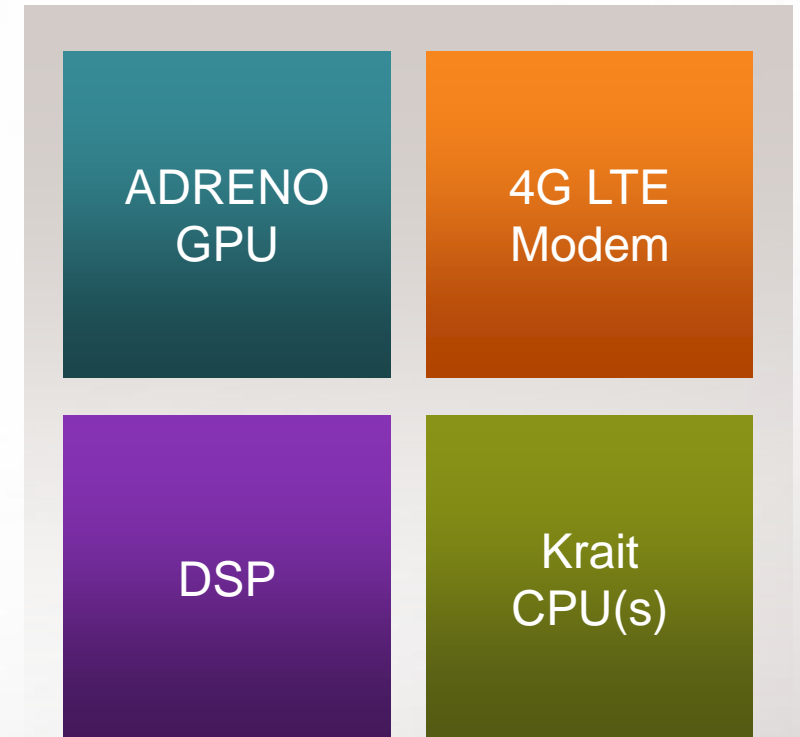 ADRENO
GPU
4G LTE
Modem
DSP
Krait
CPU(s)